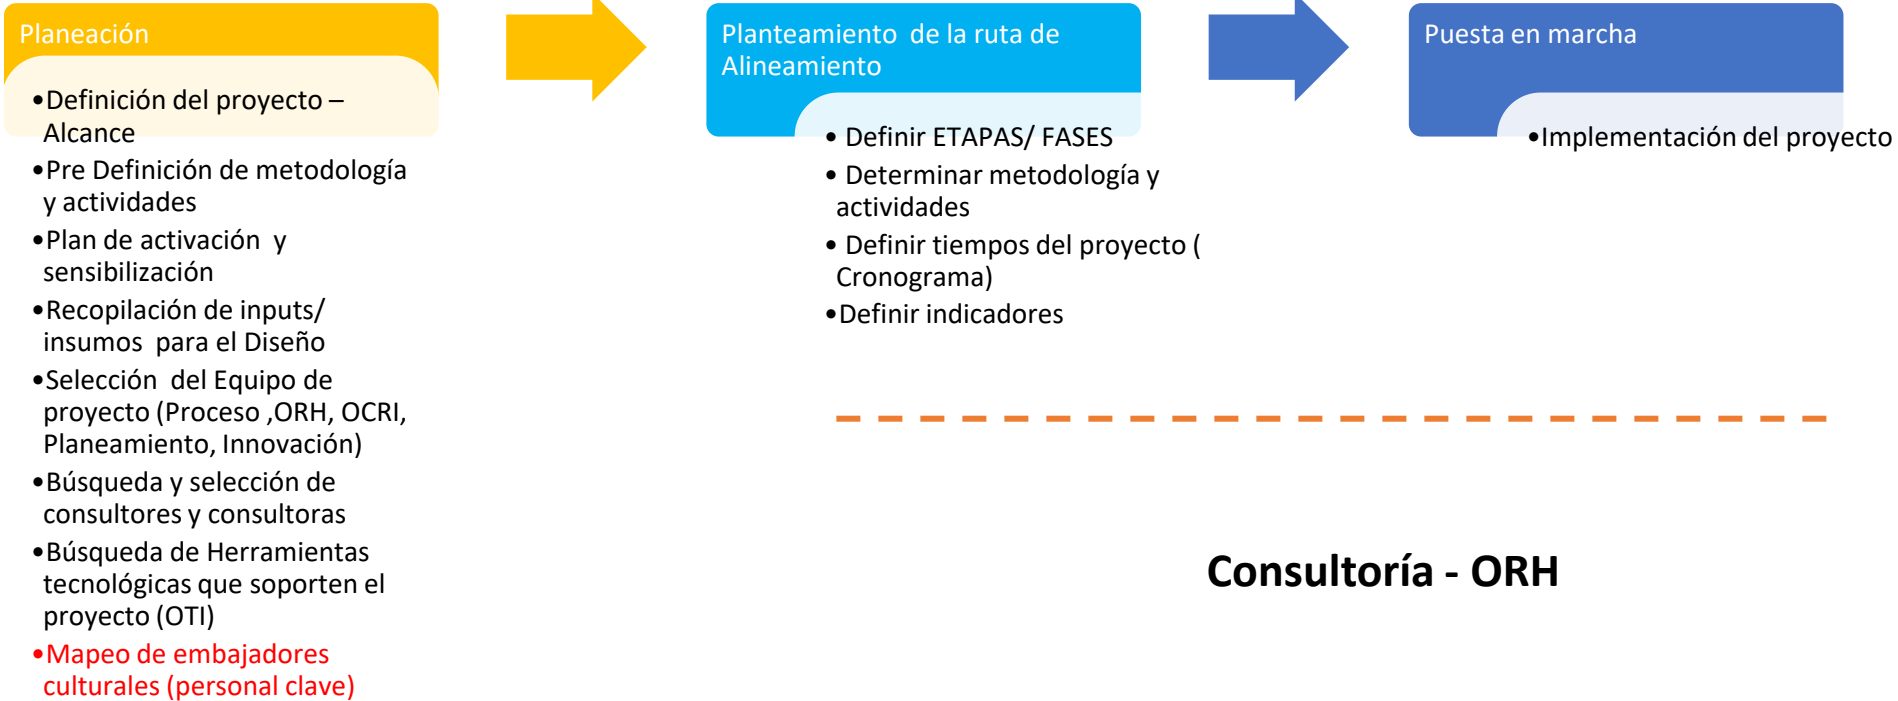 Planeación
•Definición del proyecto –
Alcance
•Pre Definición de metodología
y actividades
•Plan de activación y
sensibilización
•Recopilación de inputs/
insumos para el Diseño
•Selección del Equipo de
proyecto (Proceso ,ORH, OCRI,
Planeamiento, Innovación)
•Búsqueda y selección de
consultores y consultoras
•Búsqueda de Herramientas
tecnológicas que soporten el
proyecto (OTI)
•Mapeo de embajadores
culturales (personal clave)
Planteamiento de la ruta de
Alineamiento
• Definir ETAPAS/ FASES
• Determinar metodología y
actividades
• Definir tiempos del proyecto (
Cronograma)
•Definir indicadores
Puesta en marcha
•Implementación del proyecto
Consultoría - ORH